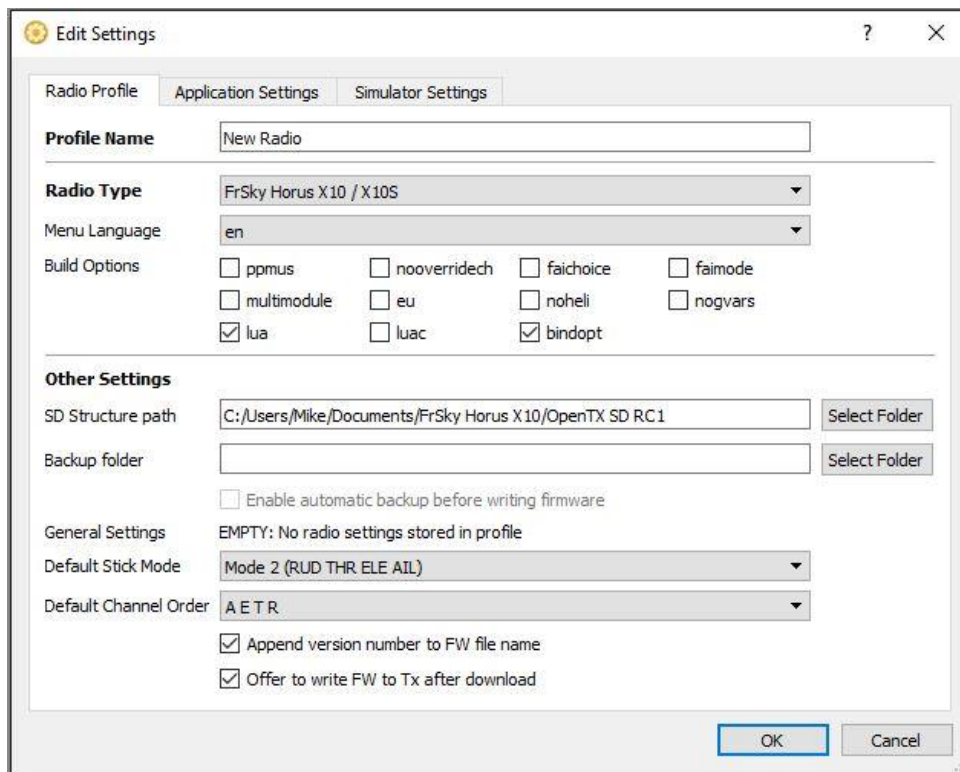 Edit Settings ? ×
Radio Profile Application Settings Simulator Settings
Profile Name New Radio
Radio Type FrSky Horus X10 / X10S
Menu Language en
Build Options ppmus nooverridech faichoice faimode
multimodule eu noheli nogvars
lua luac bindopt
Other Settings
SD Structure path C:/Users/Mike/Documents/FrSky Horus X10/OpenTX SD RC1 Select Folder
Backup folder Select Folder
Enable automatic backup before writing firmware
General Settings EMPTY: No radio settings stored in profile
Default Stick Mode Mode 2 (RUD THR ELE AIL)
Default Channel Order A E T R
Append version number to FW file name
Offer to write FW to Tx after download
OK Cancel